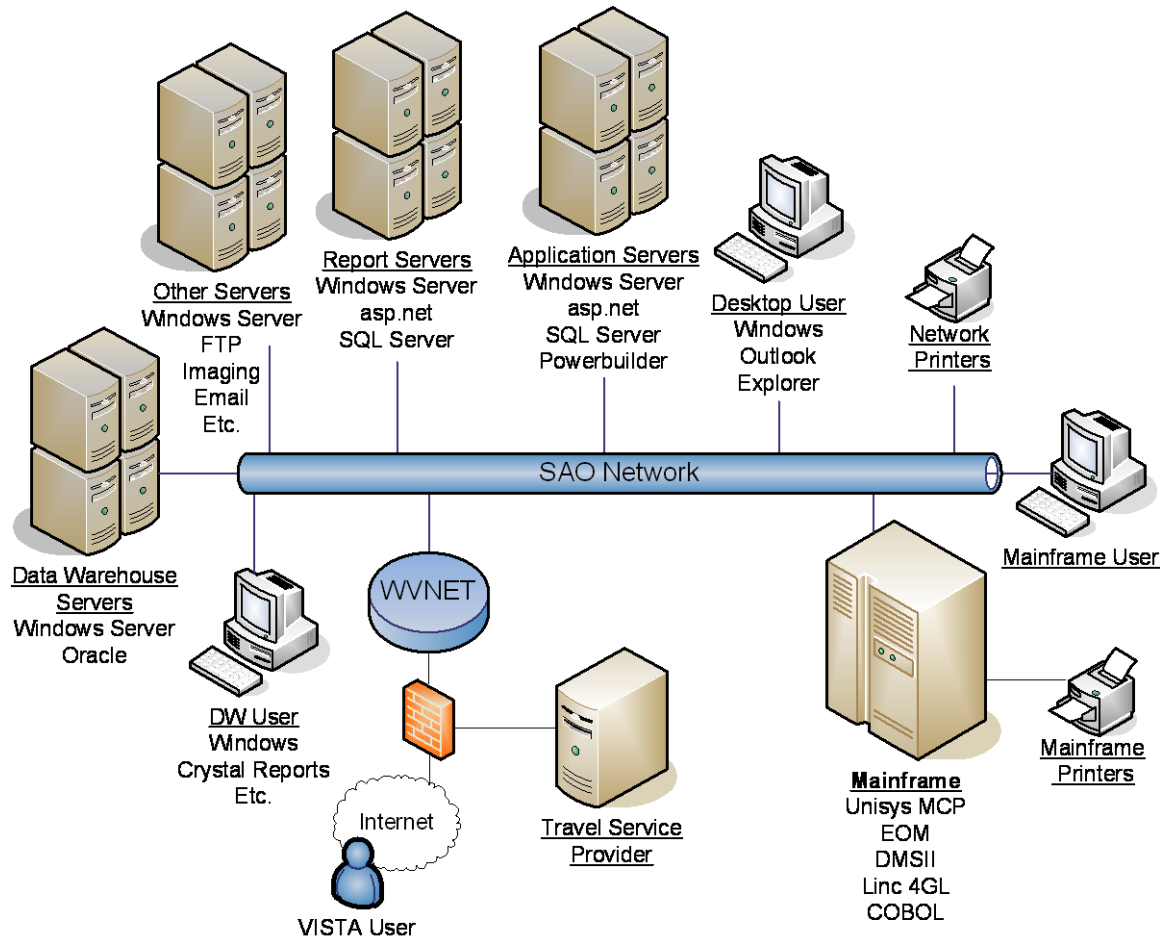 Other Servers
Windows Server
FTP
Imaging
Email
Etc.
Report Servers
Windows Server
asp.net
SQL Server
Application Servers
Windows Server
asp.net
SQL Server
Powerbuilder
Desktop User
Windows
Outlook
Explorer
Network
Printers
SAO Network
Data Warehouse
Servers
Windows Server
Oracle
DW User
Windows
Crystal Reports
Etc.
WVNET
Internet
VISTA User
Travel Service
Provider
Mainframe
Unisys MCP
EOM
DMSII
Linc 4GL
COBOL
Mainframe User
Mainframe
Printers